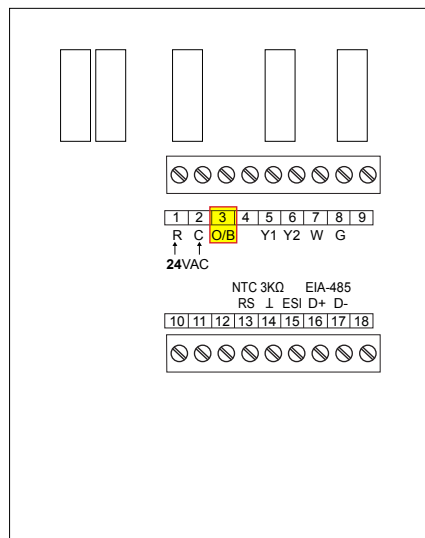 1 2 3 4 5 6 7 8 9
R C O/B Y1 Y2 W G
24VAC
NTC 3KΩ EIA-485
RS ⊥ ESI D+ D-
10 11 12 13 14 15 16 17 18